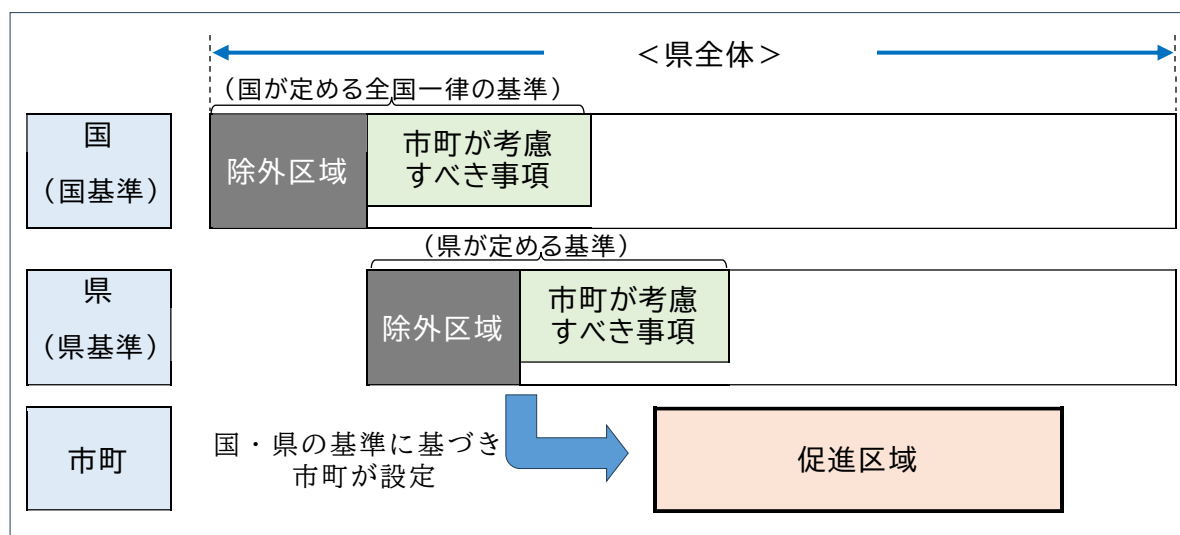 ＜県全体＞
（国が定める全国一律の基準）
国
（国基準）
除外区域
市町が考慮
すべき事項
（県が定める基準）
県
（県基準）
除外区域
市町が考慮
すべき事項
市町
国・県の基準に基づき
市町が設定
促進区域